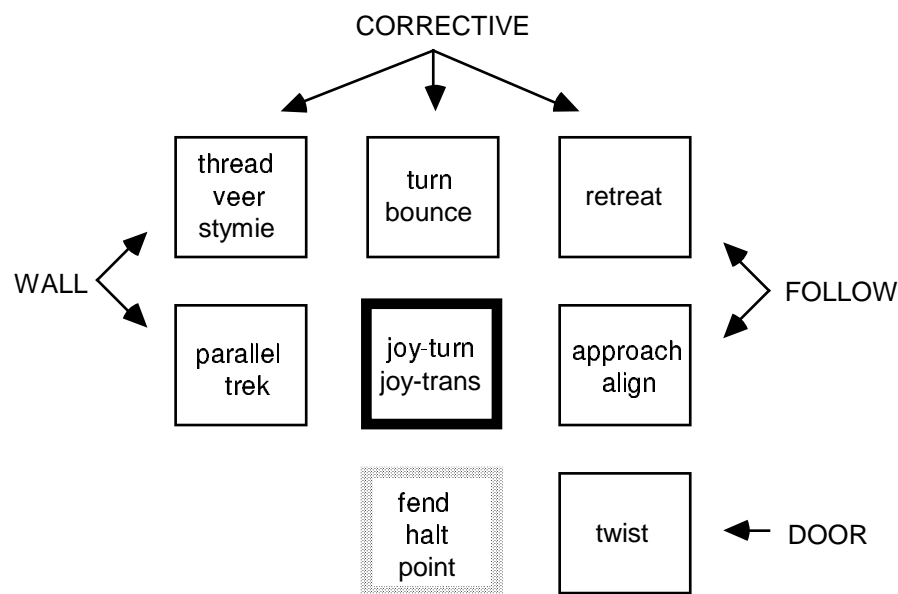 CORRECTIVE
thread
veer
stymie
turn
bounce
retreat
WALL
FOLLOW
parallel
trek
joy-turn
joy-trans
approach
align
fend
halt
point
twist
DOOR